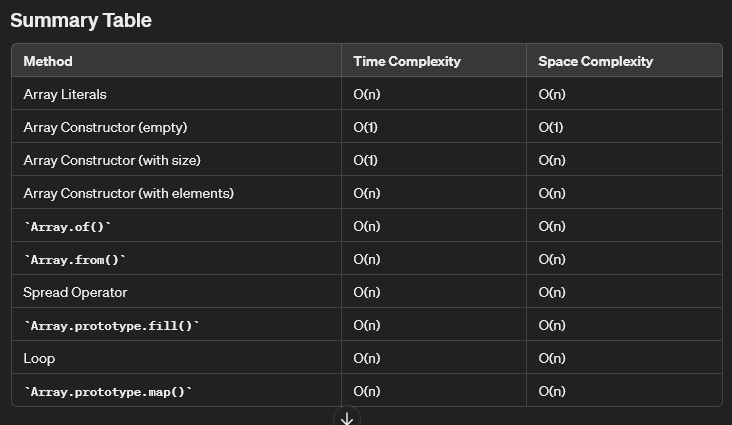 Summary Table
Method Time Complexity Space Complexity
Array Literals O(n) O(n)
Array Constructor (empty) O(1) O(1)
Array Constructor (with size) O(1) O(n)
Array Constructor (with elements) O(n) O(n)
`Array.of()` O(n) O(n)
`Array.from()` O(n) O(n)
Spread Operator O(n) O(n)
`Array.prototype.fill()` O(n) O(n)
Loop O(n) O(n)
`Array.prototype.map()` O(n) O(n)